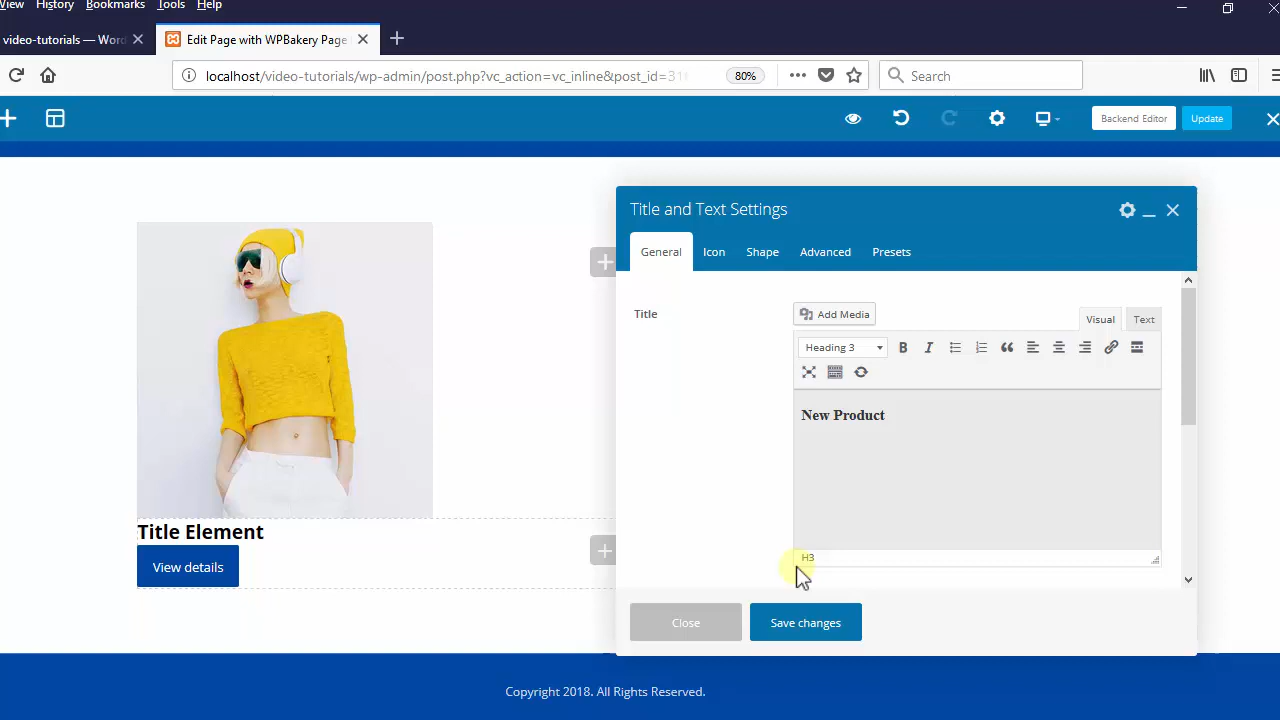 View History Bookmarks Tools Help
video-tutorials — Wor
Edit Page with WPBakery Page
localhost/video-tutorials/wp-admin/post.php?vc_action=vc_inline&post_id=31
80%
Search
Backend Editor
Update
Title and Text Settings
General
Icon
Shape
Advanced
Presets
Title
Add Media
Visual
Text
Heading 3
B
I
New Product
H3
Title Element
View details
Close
Save changes
Copyright 2018. All Rights Reserved.